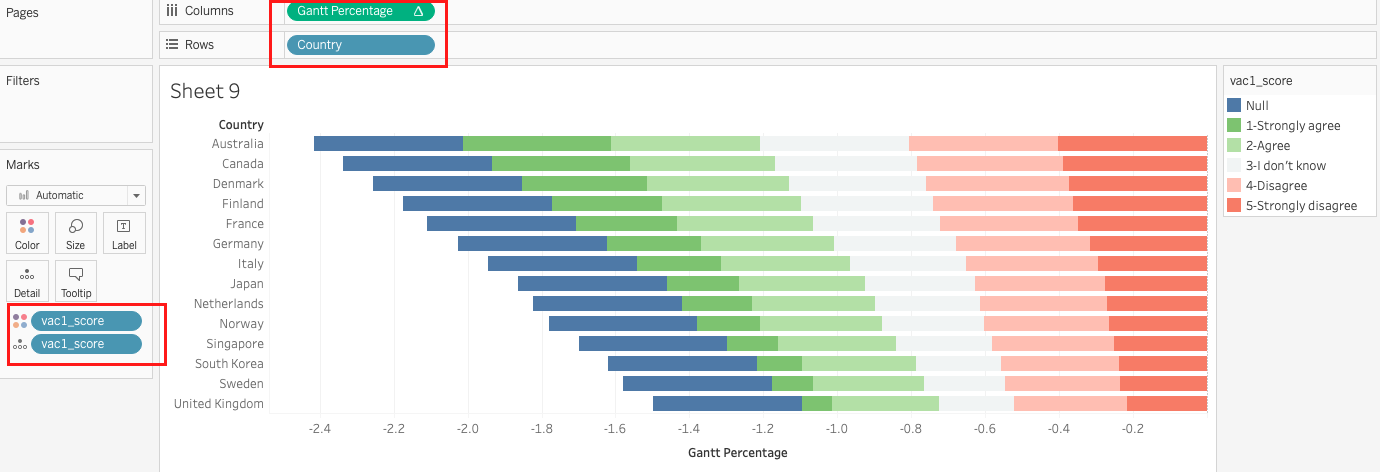 Pages
Columns
Gantt Percentage
Rows
Country
Filters
Marks
Automatic
Color
Size
Label
Detail
Tooltip
vac1_score
vac1_score
Sheet 9
Country
Australia
Canada
Denmark
Finland
France
Germany
Italy
Japan
Netherlands
Norway
Singapore
South Korea
Sweden
United Kingdom
-2.4 -2.2 -2.0 -1.8 -1.6 -1.4 -1.2 -1.0 -0.8 -0.6 -0.4 -0.2
Gantt Percentage
vac1_score
Null
1-Strongly agree
2-Agree
3-I don't know
4-Disagree
5-Strongly disagree